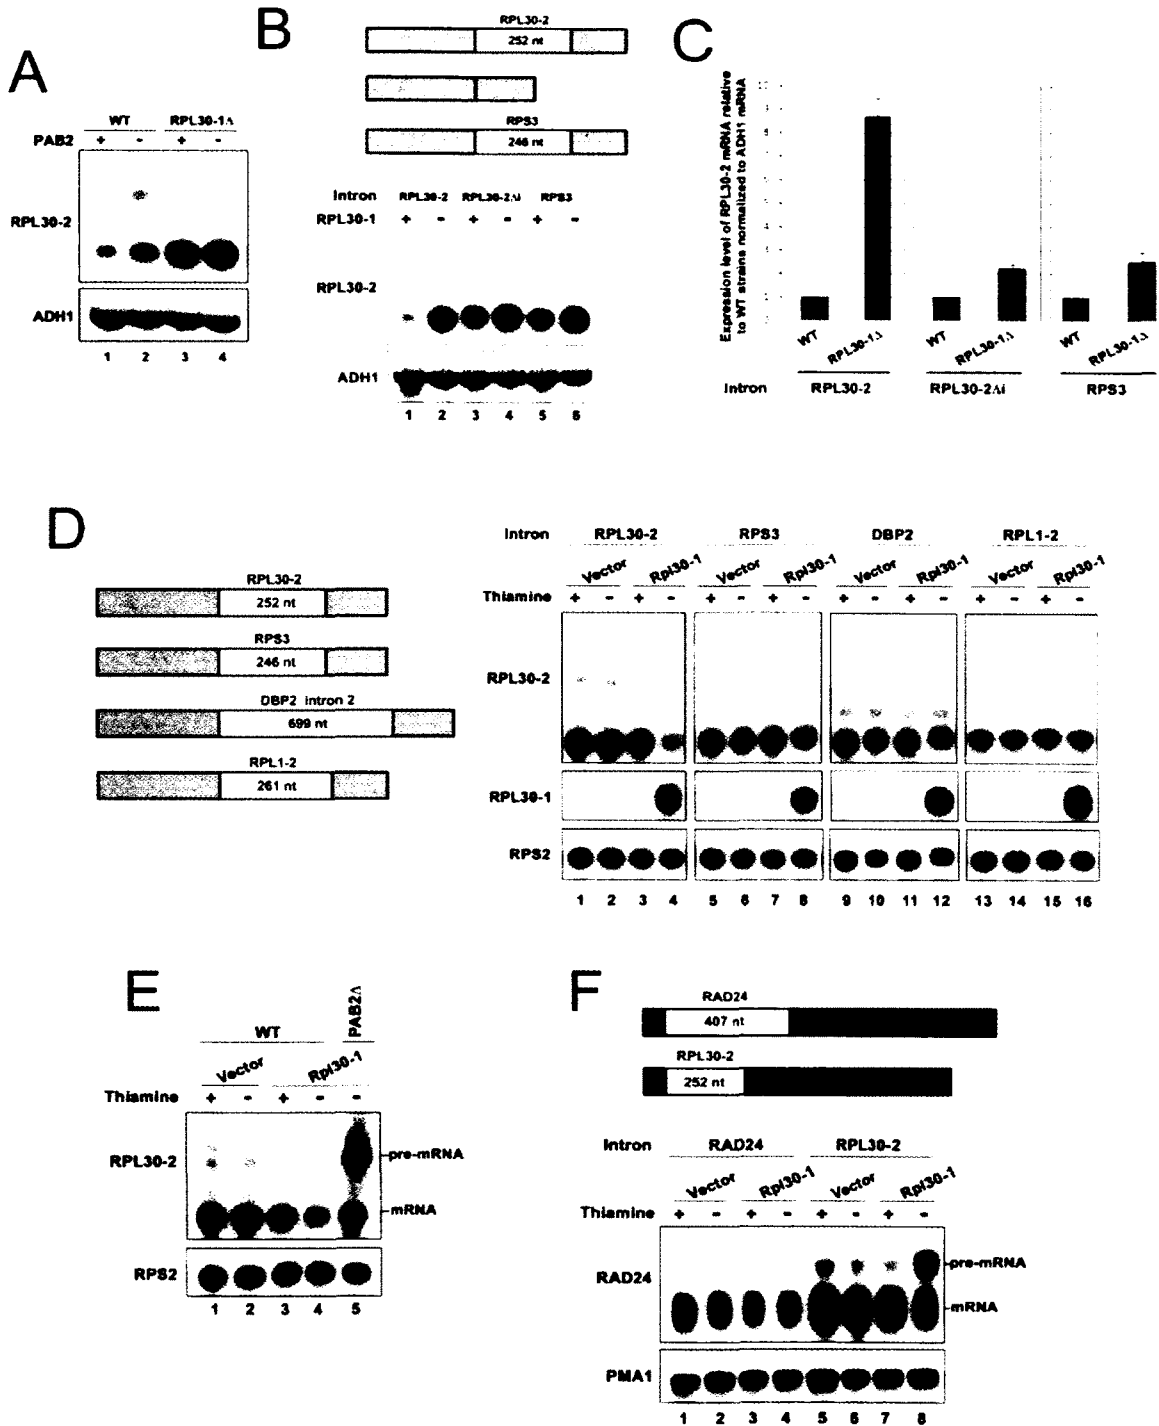 A
WT RPL30-1Δ
PAB2 + - + -
RPL30-2
ADH1
1 2 3 4
B
RPL30-2
252 nt
RPS3
246 nt
Intron RPL30-2 RPL30-2Δi RPS3
RPL30-1 + - + - + -
RPL30-2
ADH1
1 2 3 4 5 6
C
Expression level of RPL30-2 mRNA relative
to WT strains normalized to ADH1 mRNA
WT RPL30-1Δ WT RPL30-1Δ WT RPL30-1Δ
Intron RPL30-2 RPL30-2Δi RPS3
D
RPL30-2
252 nt
RPS3
246 nt
DBP2 intron 2
699 nt
RPL1-2
261 nt
Intron RPL30-2 RPS3 DBP2 RPL1-2
Vector Rpl30-1 Vector Rpl30-1 Vector Rpl30-1 Vector Rpl30-1
Thiamine + - + - + - + - + - + - + - + -
RPL30-2
RPL30-1
RPS2
1 2 3 4 5 6 7 8 9 10 11 12 13 14 15 16
E
WT PAB2Δ
Vector Rpl30-1
Thiamine + - + - -
RPL30-2
pre-mRNA
mRNA
RPS2
1 2 3 4 5
F
RAD24
407 nt
RPL30-2
252 nt
Intron RAD24 RPL30-2
Vector Rpl30-1 Vector Rpl30-1
Thiamine + - + - + - + -
RAD24
pre-mRNA
mRNA
PMA1
1 2 3 4 5 6 7 8